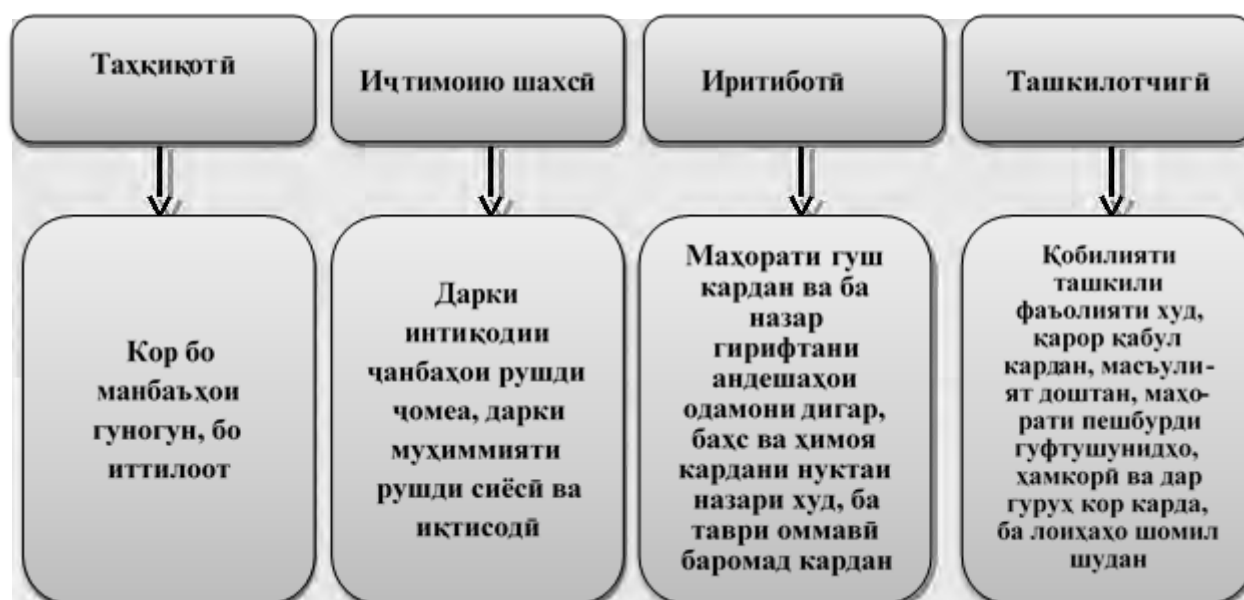 Таҳқиқотӣ
Иҷтимоию шахсӣ
Иритиботӣ
Ташкилотчигӣ
Кор бо
манбаъҳои
гуногун, бо
иттилоот
Дарки
интиқодии
ҷанбаҳои рушди
ҷомеа, дарки
муҳиммияти
рушди сиёсӣ ва
иқтисодӣ
Маҳорати гуш
кардан ва ба
назар
гирифтани
андешаҳои
одамони дигар,
баҳс ва ҳимоя
кардани нуктаи
назари худ, ба
таври оммавӣ
баромад кардан
Қобилияти
ташкили
фаъолияти худ,
қарор қабул
кардан, масъули-
ят доштан, маҳо-
рати пешбурди
гуфтушунидҳо,
ҳамкорӣ ва дар
гуруҳ кор карда,
ба лоиҳаҳо шомил
шудан